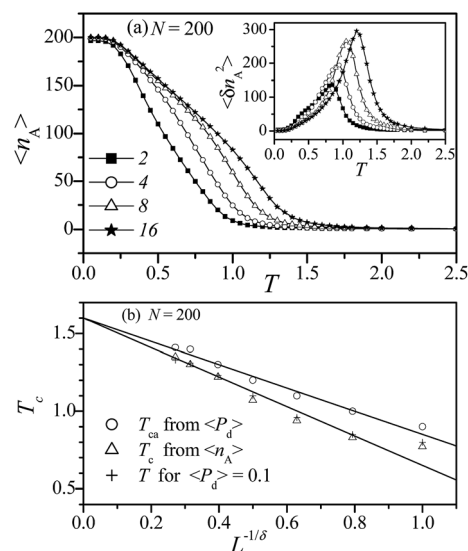 (a) N = 200
<n_A>
200
150
100
50
0
2
4
8
16
0.0
0.5
1.0
1.5
2.0
2.5
T
<δn_A^2>
300
250
200
150
100
50
0
0.0 0.5 1.0 1.5 2.0 2.5
T
(b) N = 200
T_c
1.5
1.0
0.5
T_ca from <P_d>
T_c from <n_A>
T for <P_d> = 0.1
0.0 0.2 0.4 0.6 0.8 1.0
L^{-1/δ}